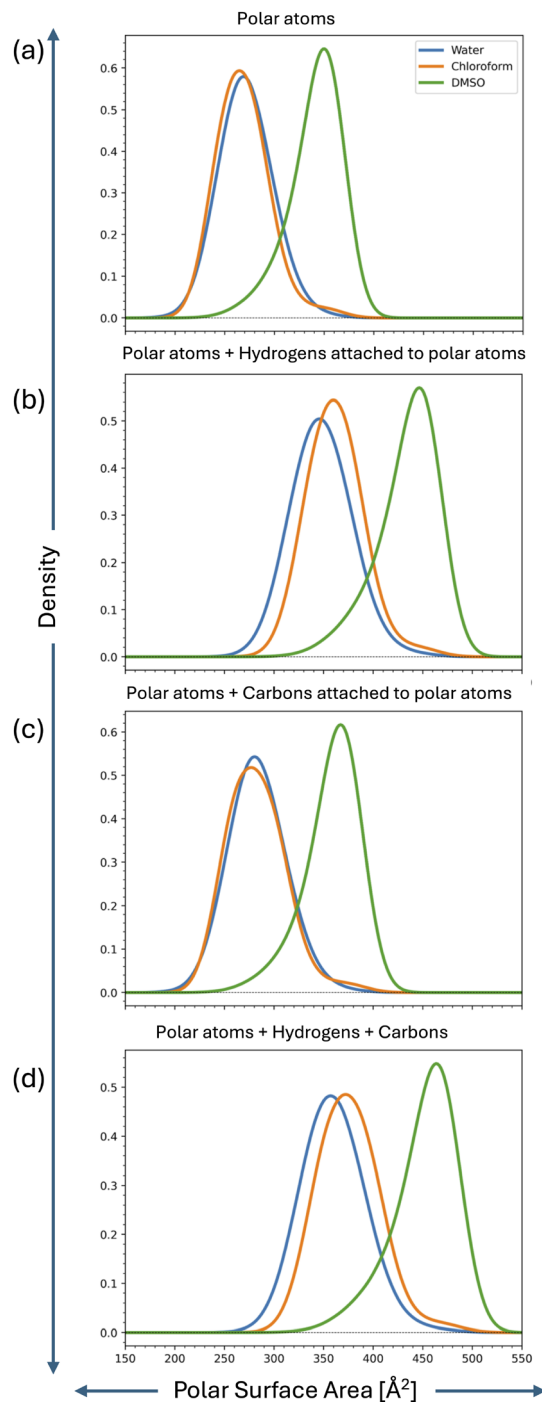 Polar atoms
(a)
Water
Chloroform
DMSO
0.6
0.5
0.4
0.3
0.2
0.1
0.0
Polar atoms + Hydrogens attached to polar atoms
(b)
0.5
0.4
0.3
0.2
0.1
0.0
Density
Polar atoms + Carbons attached to polar atoms
(c)
0.6
0.5
0.4
0.3
0.2
0.1
0.0
Polar atoms + Hydrogens + Carbons
(d)
0.5
0.4
0.3
0.2
0.1
0.0
150 200 250 300 350 400 450 500 550
Polar Surface Area [Å²]